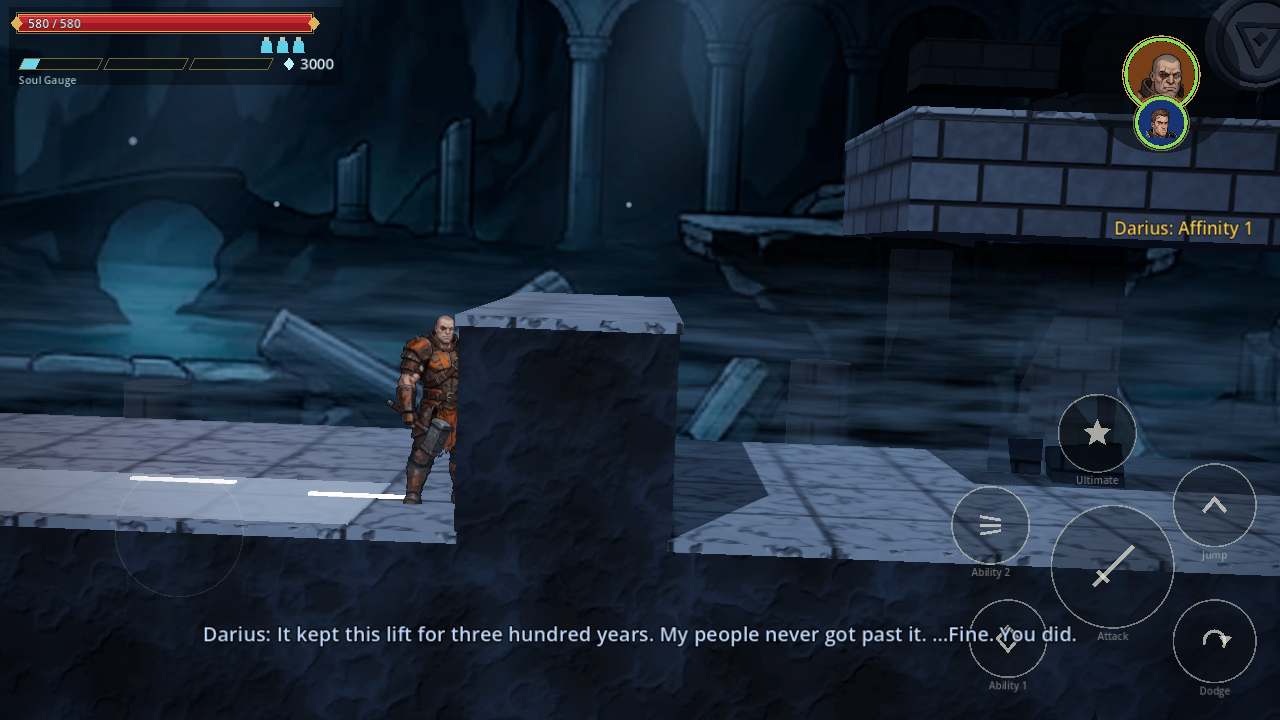 580 / 580
3000
Soul Gauge
Darius: Affinity 1
Ultimate
Jump
Ability 2
Attack
Darius: It kept this lift for three hundred years. My people never got past it. ...Fine. You did.
Ability 1
Dodge